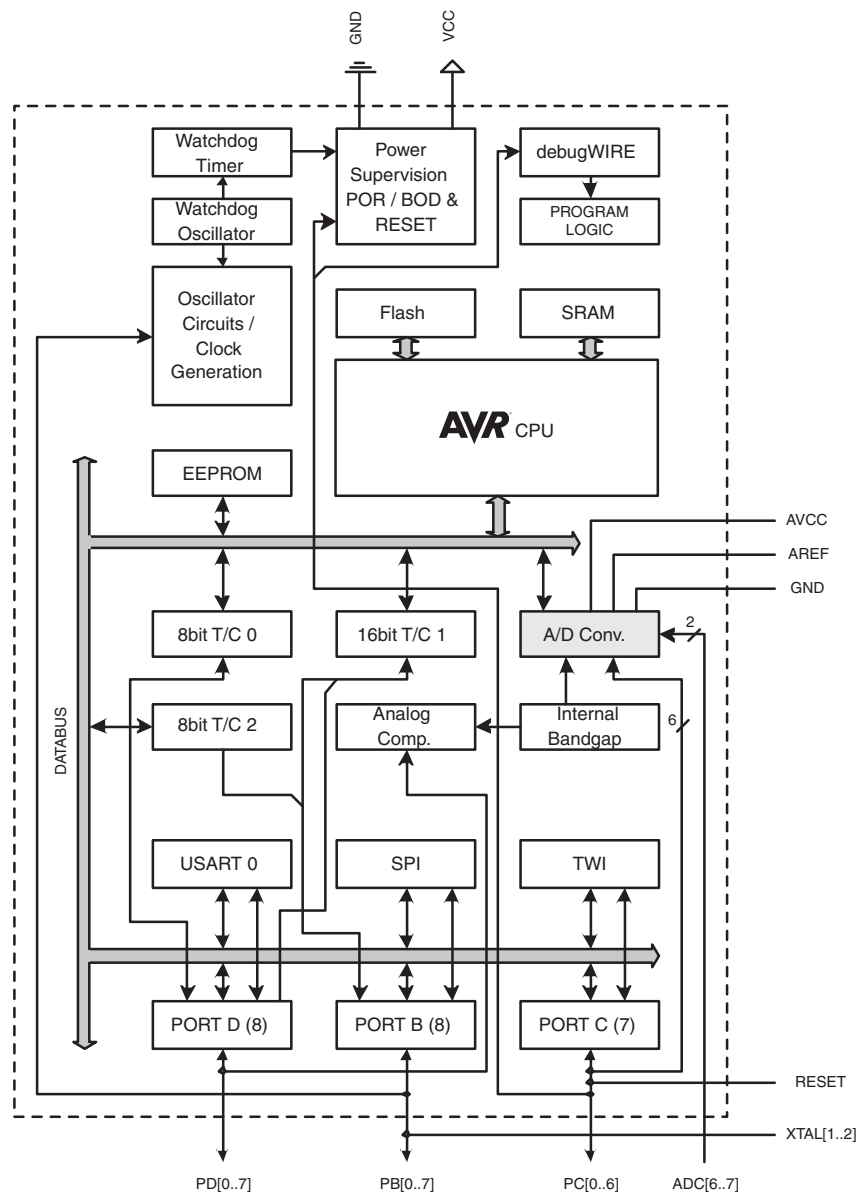 GND
VCC
Watchdog
Timer
Power
Supervision
POR / BOD &
RESET
debugWIRE
Watchdog
Oscillator
PROGRAM
LOGIC
Oscillator
Circuits /
Clock
Generation
Flash
SRAM
AVR CPU
EEPROM
AVCC
AREF
GND
8bit T/C 0
16bit T/C 1
A/D Conv.
2
DATABUS
8bit T/C 2
Analog
Comp.
Internal
Bandgap
6
USART 0
SPI
TWI
PORT D (8)
PORT B (8)
PORT C (7)
RESET
XTAL[1..2]
PD[0..7]
PB[0..7]
PC[0..6]
ADC[6..7]